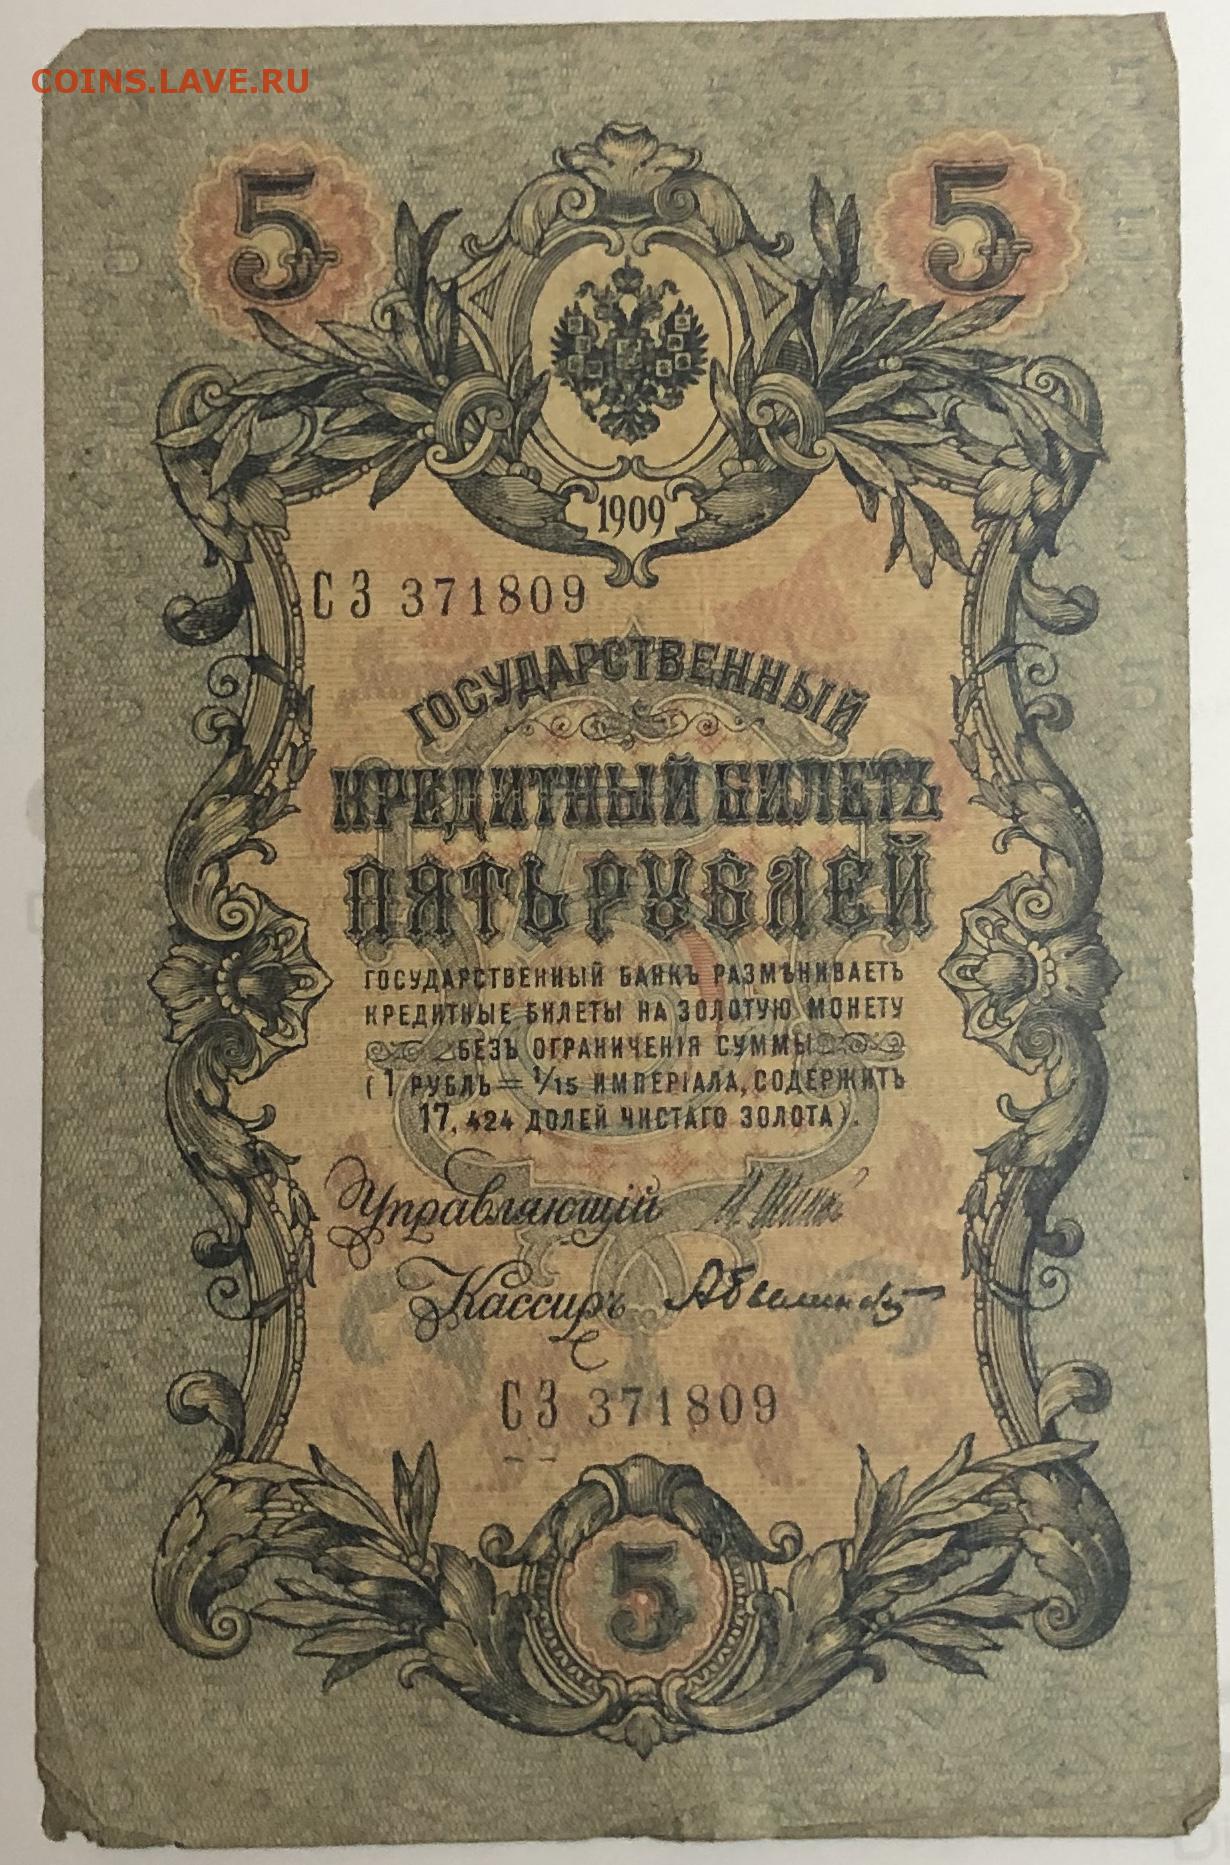 COINS.LAVE.RU
5 5
1909
СЗ 371809
ГОСУДАРСТВЕННЫЙ
КРЕДИТНЫЙ БИЛЕТЪ
ПЯТЬ РУБЛЕЙ
ГОСУДАРСТВЕННЫЙ БАНКЪ РАЗМѢНИВАЕТЪ
КРЕДИТНЫЕ БИЛЕТЫ НА ЗОЛОТУЮ МОНЕТУ
БЕЗЪ ОГРАНИЧЕНІЯ СУММЫ
(1 РУБЛЬ = 1/15 ИМПЕРІАЛА, СОДЕРЖИТЪ
17,424 ДОЛЕЙ ЧИСТАГО ЗОЛОТА).
Управляющій
Кассиръ
СЗ 371809
5